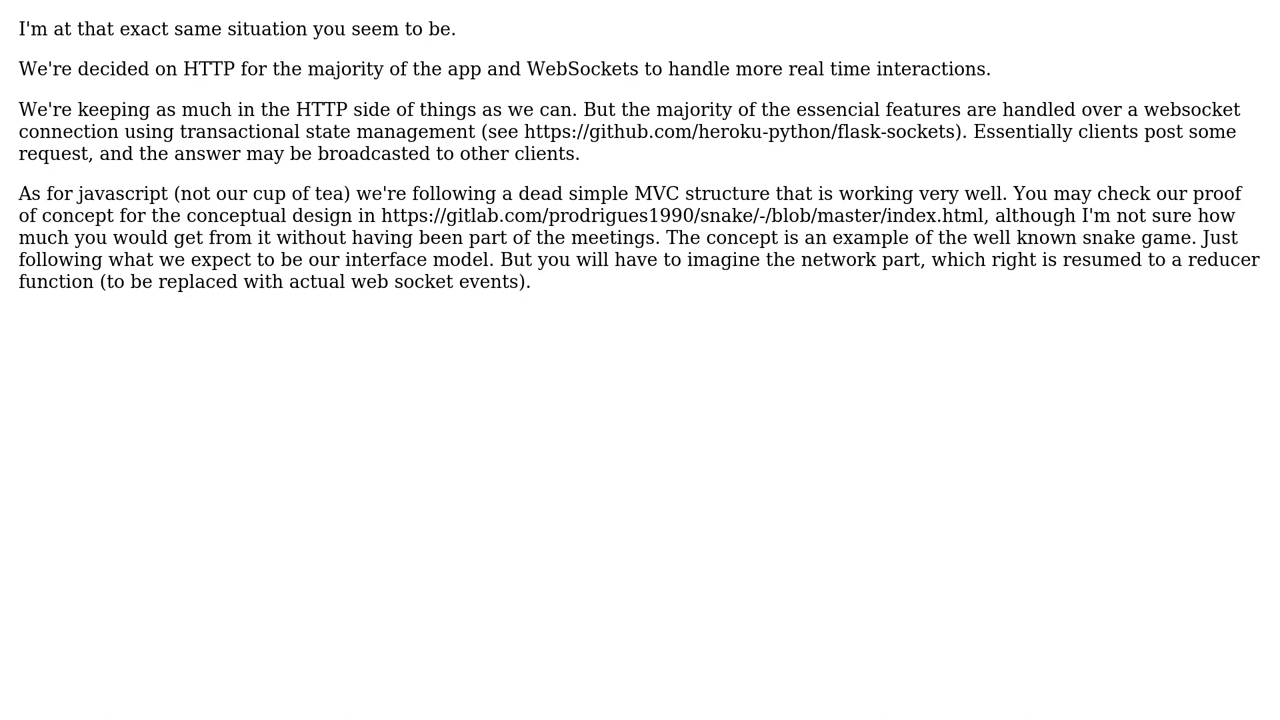 I'm at that exact same situation you seem to be.
We're decided on HTTP for the majority of the app and WebSockets to handle more real time interactions.
We're keeping as much in the HTTP side of things as we can. But the majority of the essencial features are handled over a websocket
connection using transactional state management (see https://github.com/heroku-python/flask-sockets). Essentially clients post some
request, and the answer may be broadcasted to other clients.
As for javascript (not our cup of tea) we're following a dead simple MVC structure that is working very well. You may check our proof
of concept for the conceptual design in https://gitlab.com/prodrigues1990/snake/-/blob/master/index.html, although I'm not sure how
much you would get from it without having been part of the meetings. The concept is an example of the well known snake game. Just
following what we expect to be our interface model. But you will have to imagine the network part, which right is resumed to a reducer
function (to be replaced with actual web socket events).